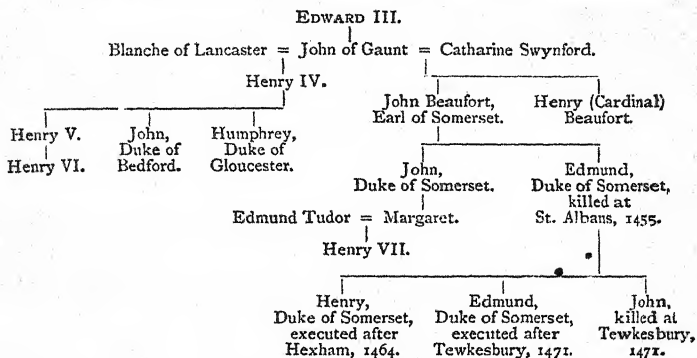 EDWARD III.
Blanche of Lancaster = John of Gaunt = Catharine Swynford.
Henry IV.
John Beaufort,
Earl of Somerset.
Henry (Cardinal)
Beaufort.
Henry V.
John,
Duke of
Bedford.
Humphrey,
Duke of
Gloucester.
Henry VI.
John,
Duke of Somerset.
Edmund,
Duke of Somerset,
killed at
St. Albans, 1455.
Edmund Tudor = Margaret.
Henry VII.
Henry,
Duke of Somerset,
executed after
Hexham, 1464.
Edmund,
Duke of Somerset,
executed after
Tewkesbury, 1471.
John,
killed at
Tewkesbury,
1471.